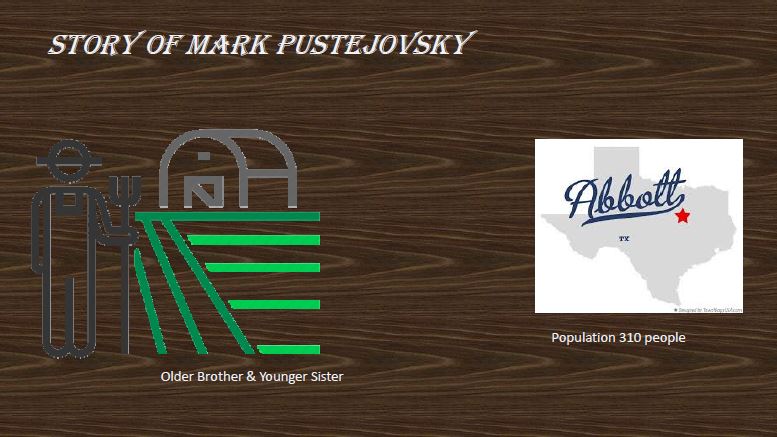 Story of Mark Pustejovsky
Abbott
TX
Designed by TownMapsUSA.com
Population 310 people
Older Brother & Younger Sister